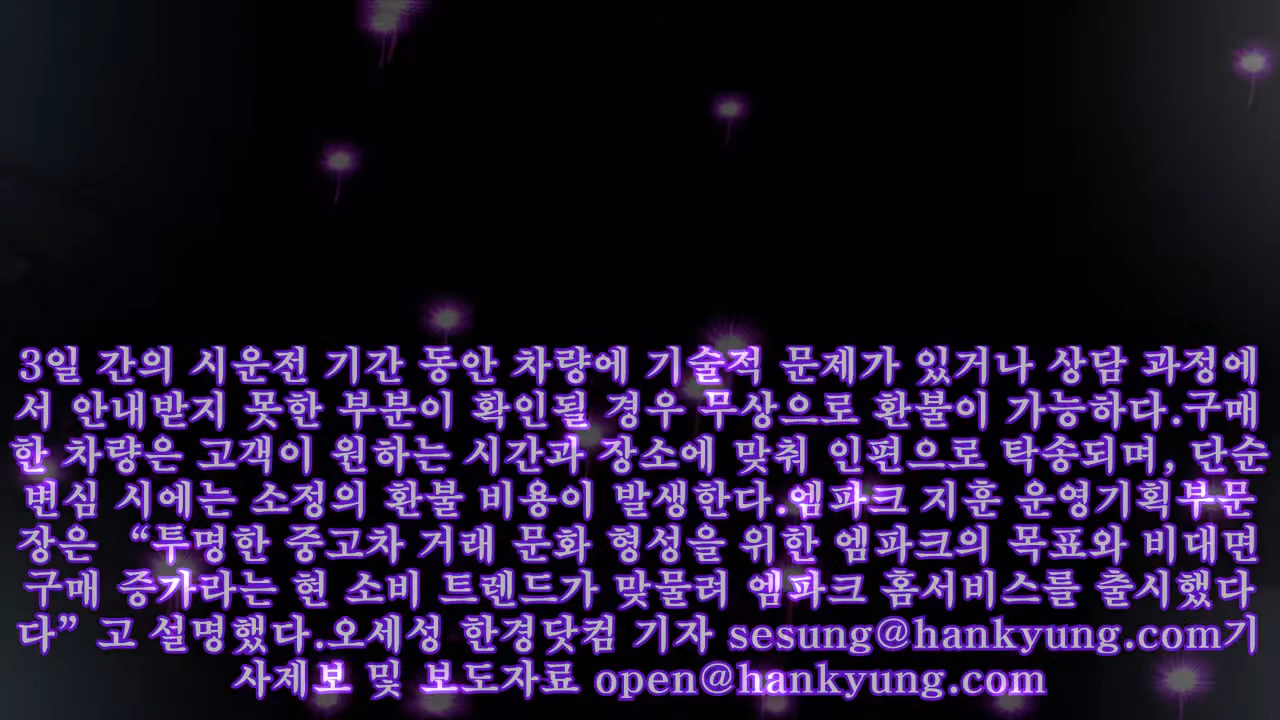 3일 간의 시운전 기간 동안 차량에 기술적 문제가 있거나 상담 과정에
서 안내받지 못한 부분이 확인될 경우 무상으로 환불이 가능하다.구매
한 차량은 고객이 원하는 시간과 장소에 맞춰 인편으로 탁송되며, 단순
변심 시에는 소정의 환불 비용이 발생한다.엠파크 지훈 운영기획부문
장은 “투명한 중고차 거래 문화 형성을 위한 엠파크의 목표와 비대면
구매 증가라는 현 소비 트렌드가 맞물려 엠파크 홈서비스를 출시했다
다” 고 설명했다.오세성 한경닷컴 기자 sesung@hankyung.com기
사제보 및 보도자료 open@hankyung.com